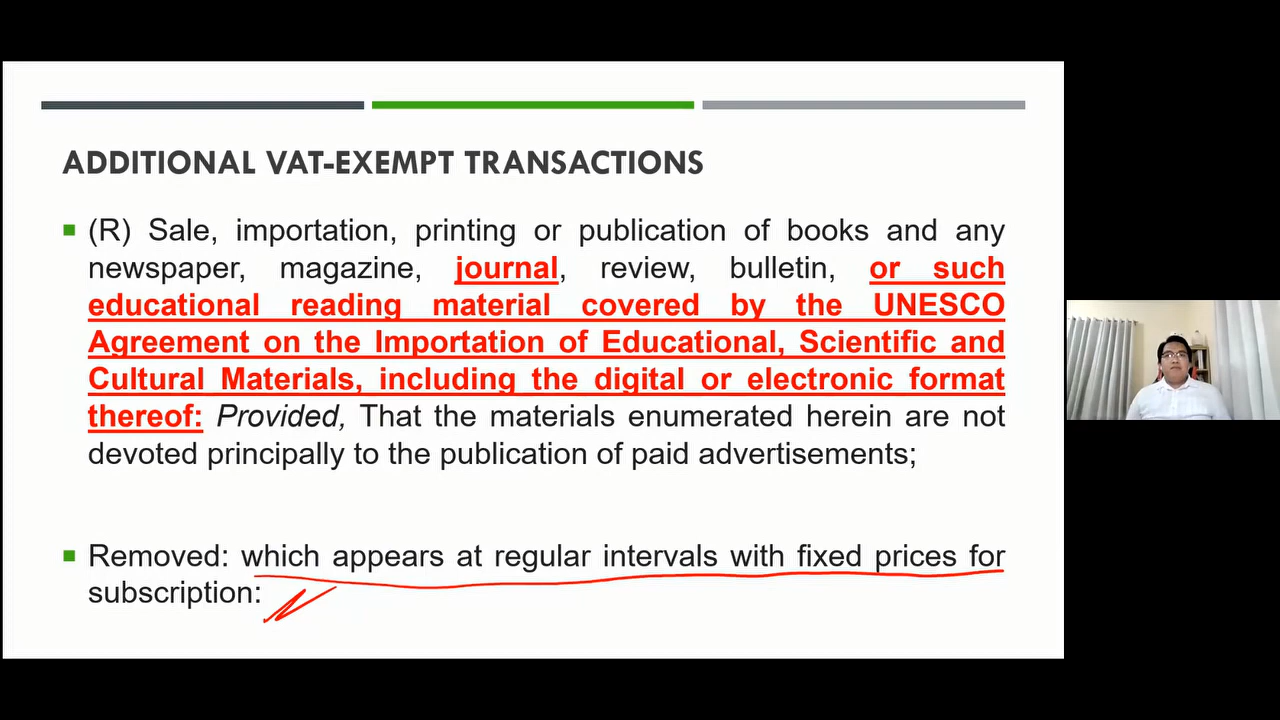 ADDITIONAL VAT-EXEMPT TRANSACTIONS
(R) Sale, importation, printing or publication of books and any
newspaper, magazine, journal, review, bulletin, or such
educational reading material covered by the UNESCO
Agreement on the Importation of Educational, Scientific and
Cultural Materials, including the digital or electronic format
thereof: Provided, That the materials enumerated herein are not
devoted principally to the publication of paid advertisements;
Removed: which appears at regular intervals with fixed prices for
subscription: